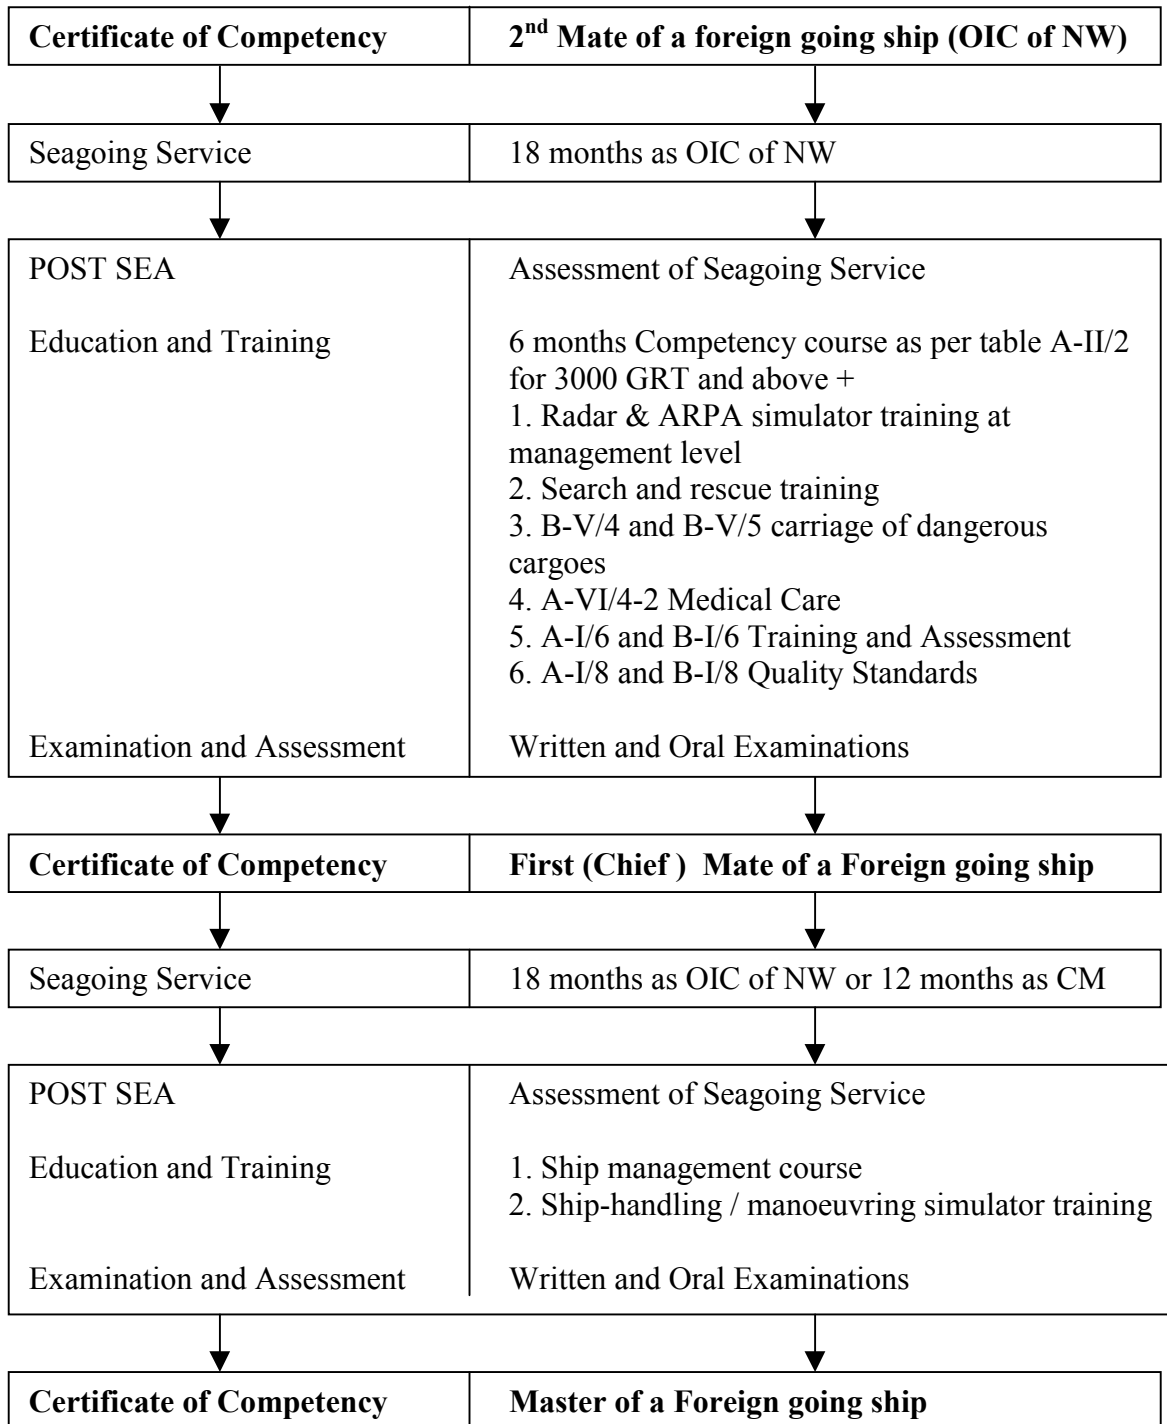 Certificate of Competency 2nd Mate of a foreign going ship (OIC of NW)
Seagoing Service 18 months as OIC of NW
POST SEA Assessment of Seagoing Service
Education and Training 6 months Competency course as per table A-II/2
for 3000 GRT and above +
1. Radar & ARPA simulator training at
management level
2. Search and rescue training
3. B-V/4 and B-V/5 carriage of dangerous
cargoes
4. A-VI/4-2 Medical Care
5. A-I/6 and B-I/6 Training and Assessment
6. A-I/8 and B-I/8 Quality Standards
Examination and Assessment Written and Oral Examinations
Certificate of Competency First (Chief ) Mate of a Foreign going ship
Seagoing Service 18 months as OIC of NW or 12 months as CM
POST SEA Assessment of Seagoing Service
Education and Training 1. Ship management course
2. Ship-handling / manoeuvring simulator training
Examination and Assessment Written and Oral Examinations
Certificate of Competency Master of a Foreign going ship